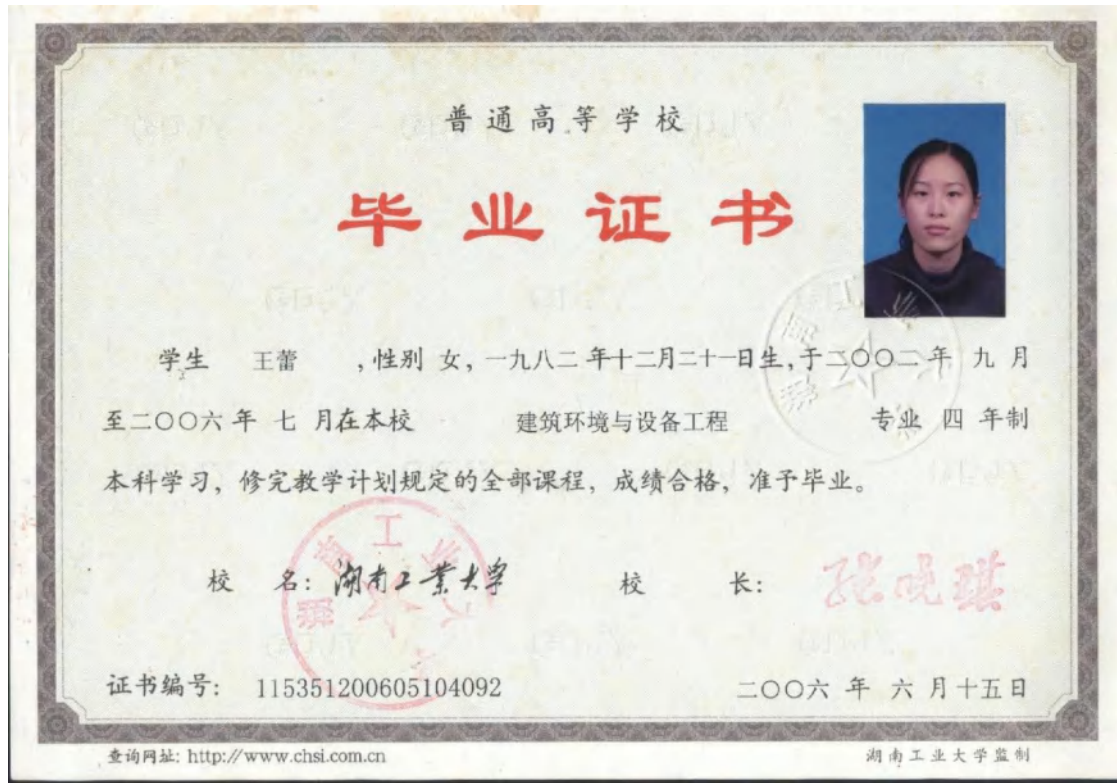 普通高等学校
毕业证书
学生 王蕾 ，性别 女，一九八二 年十二月二十一日生，于二〇〇二 年 九 月
至二〇〇六 年 七 月在本校 建筑环境与设备工程 专业 四 年制
本科学习，修完教学计划规定的全部课程，成绩合格，准予毕业。
校 名：湖南工業大学 校 长：张晓琪
证书编号： 115351200605104092 二〇〇六 年 六 月十五日
查询网址: http://www.chsi.com.cn 湖南工业大学监制